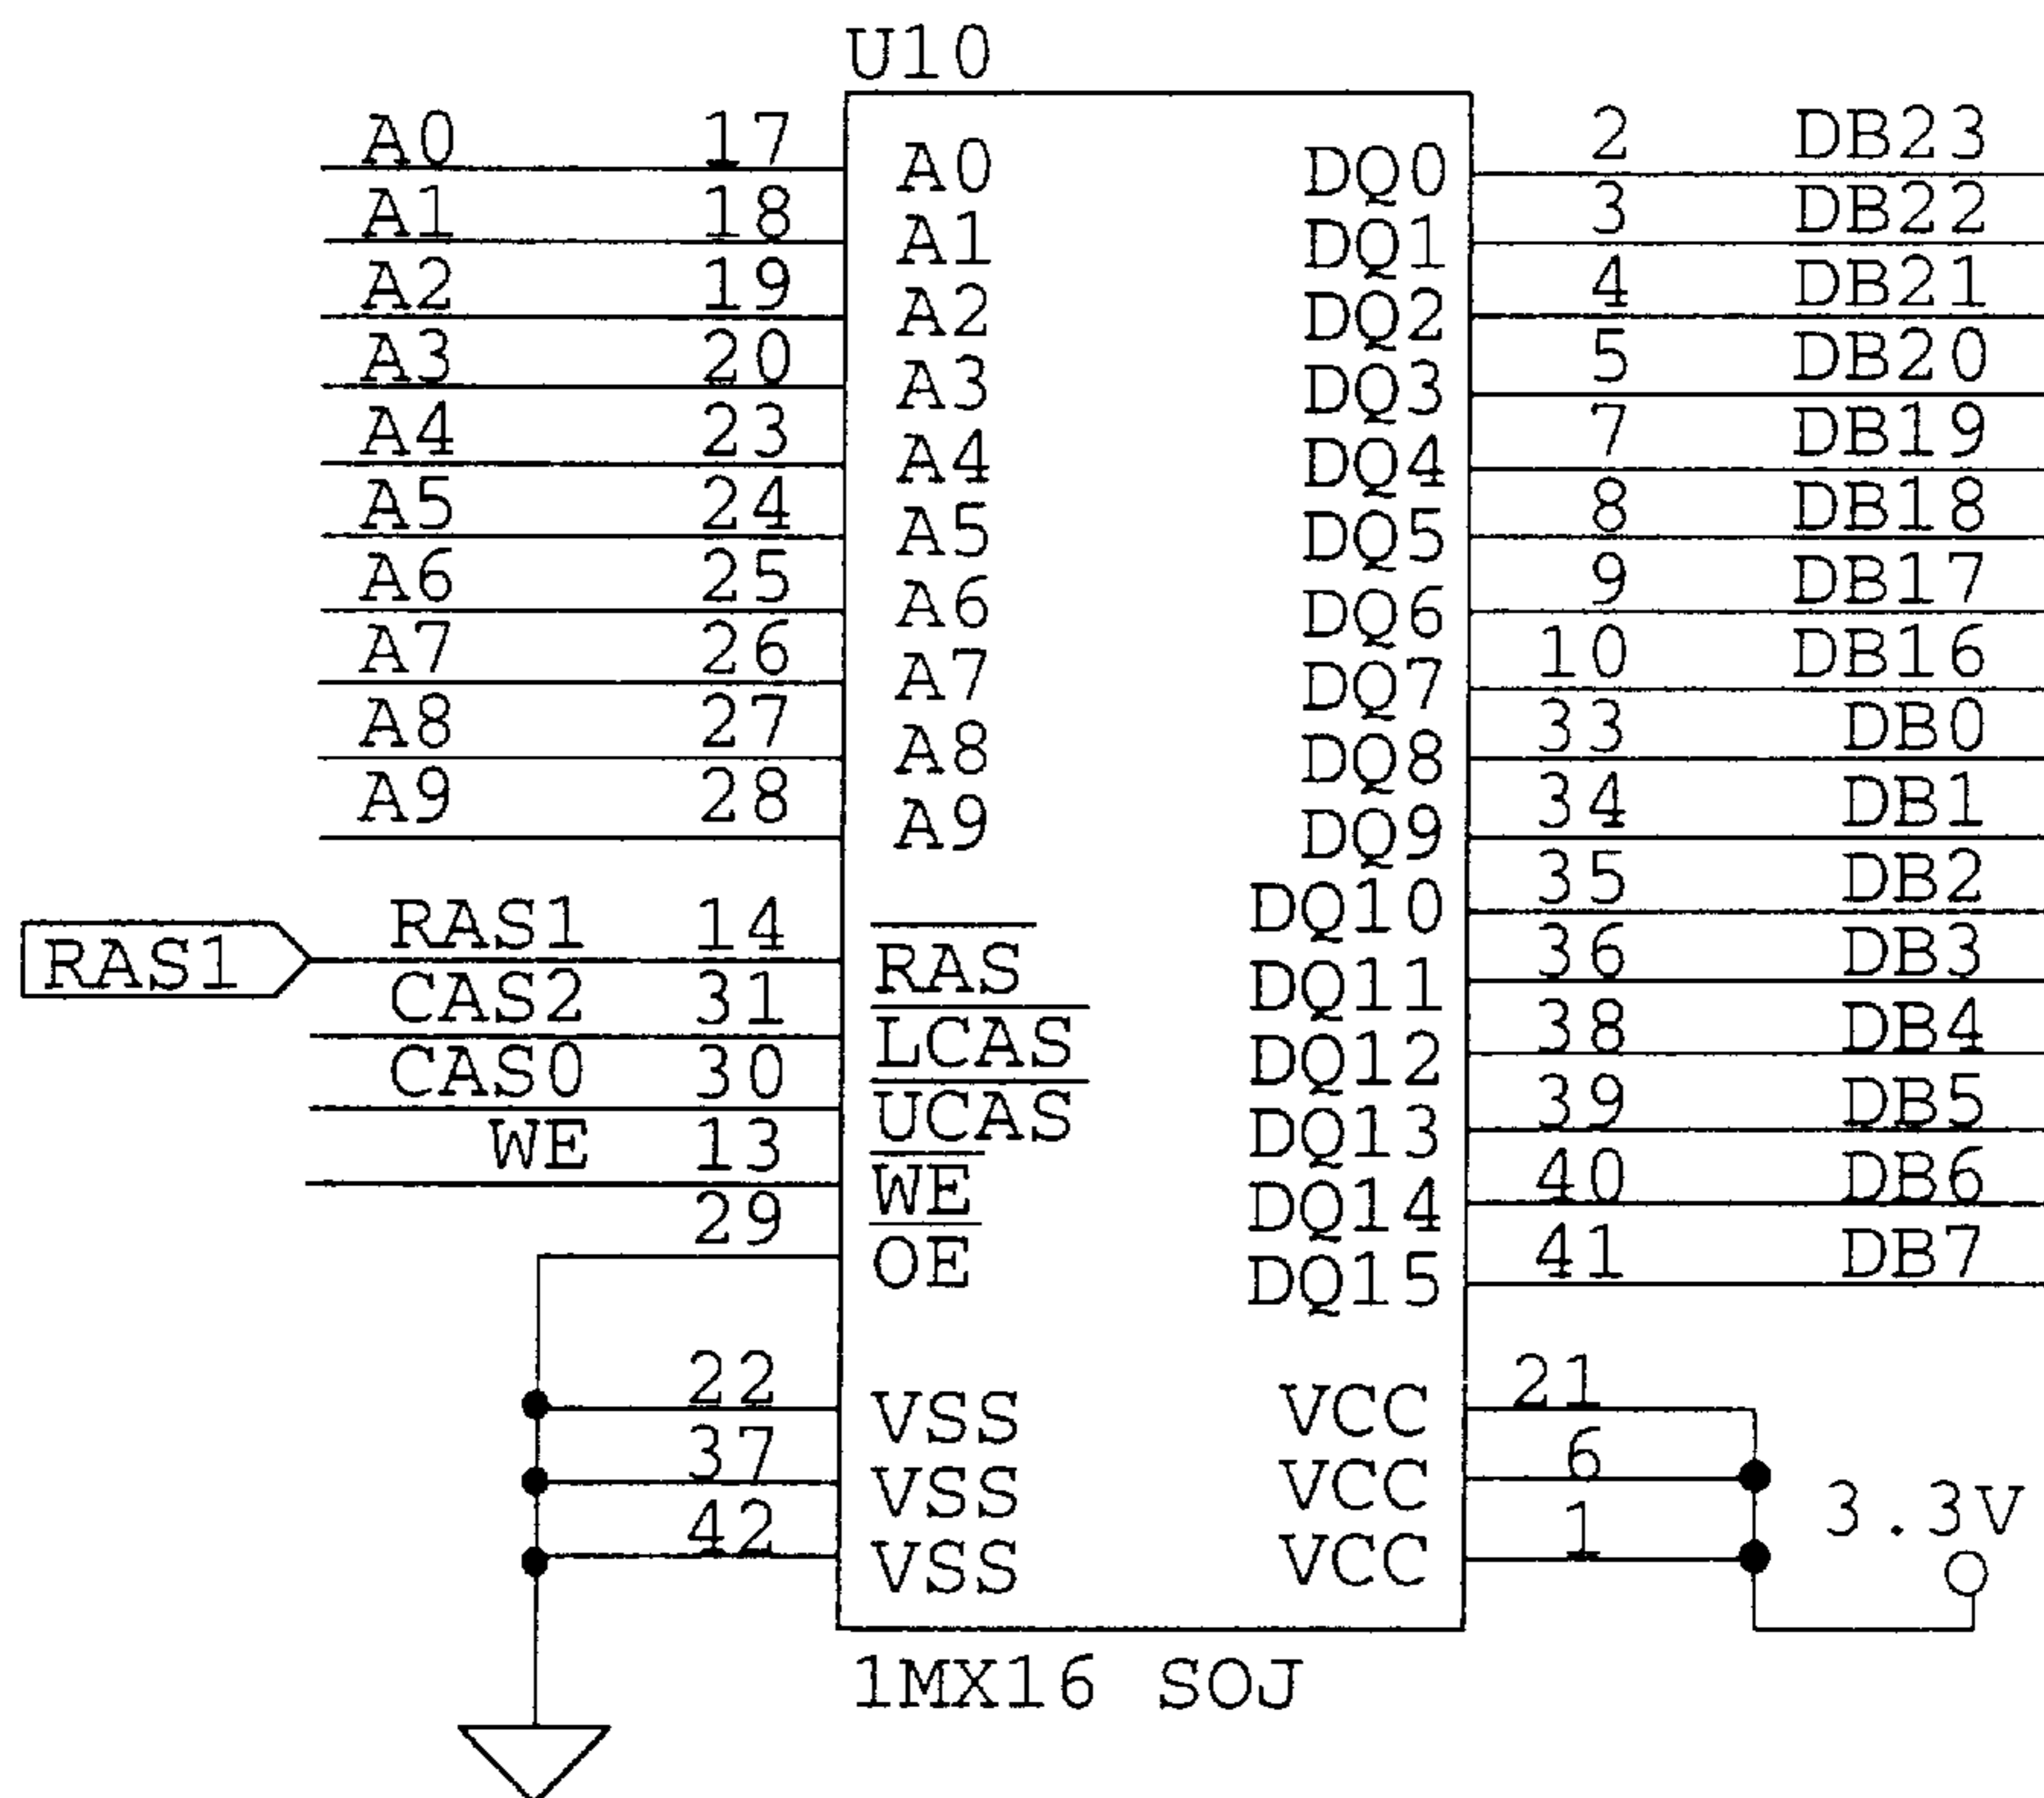 U10
A0 17 A0 DQ0 2 DB23
A1 18 A1 DQ1 3 DB22
A2 19 A2 DQ2 4 DB21
A3 20 A3 DQ3 5 DB20
A4 23 A4 DQ4 7 DB19
A5 24 A5 DQ5 8 DB18
A6 25 A6 DQ6 9 DB17
A7 26 A7 DQ7 10 DB16
A8 27 A8 DQ8 33 DB0
A9 28 A9 DQ9 34 DB1
DQ10 35 DB2
RAS1 RAS1 14 RAS DQ11 36 DB3
CAS2 31 LCAS DQ12 38 DB4
CAS0 30 UCAS DQ13 39 DB5
WE 13 WE DQ14 40 DB6
29 OE DQ15 41 DB7
22 VSS VCC 21
37 VSS VCC 6
42 VSS VCC 1 3.3V
1MX16 SOJ